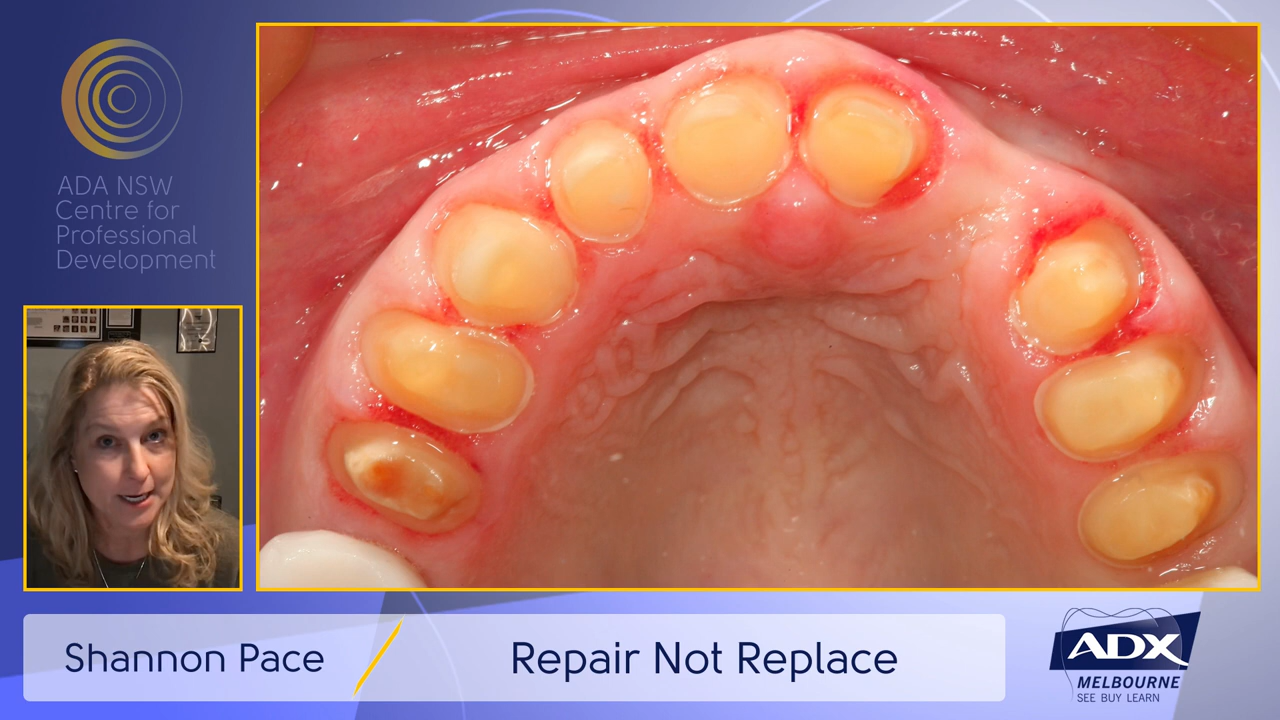 ADA NSW
Centre for
Professional
Development
Shannon Pace
Repair Not Replace
ADX
MELBOURNE
SEE BUY LEARN